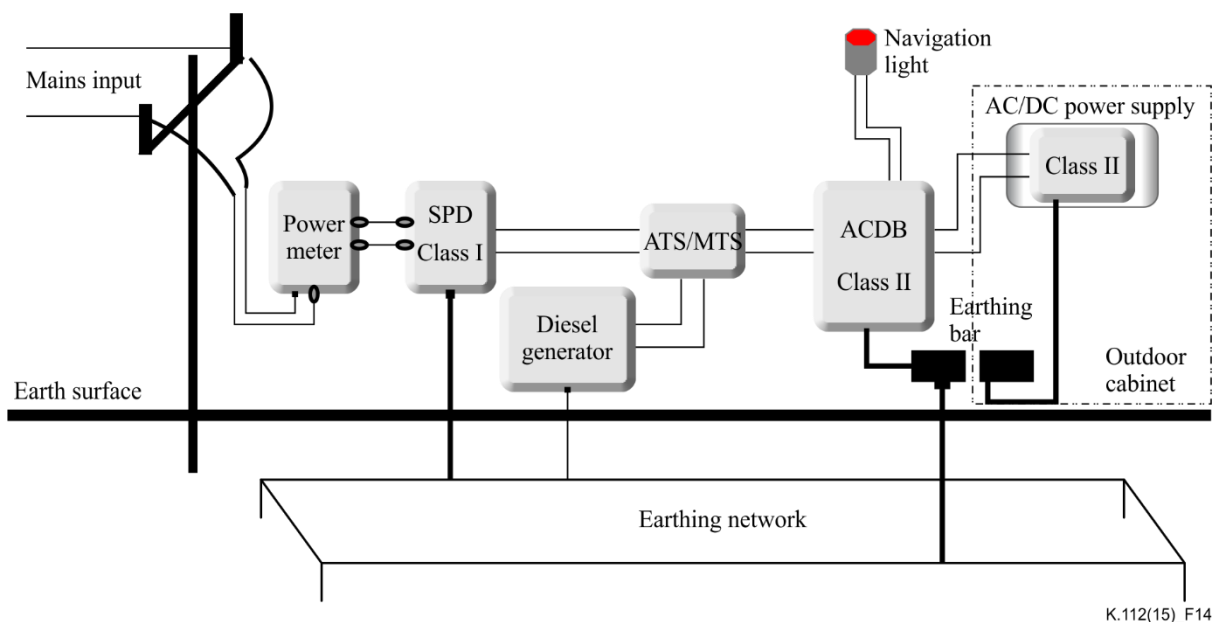 Navigation
light
Mains input
AC/DC power supply
Class II
Power
meter
SPD
Class I
ATS/MTS
ACDB
Class II
Diesel
generator
Earthing
bar
Outdoor
cabinet
Earth surface
Earthing network
K.112(15)_F14